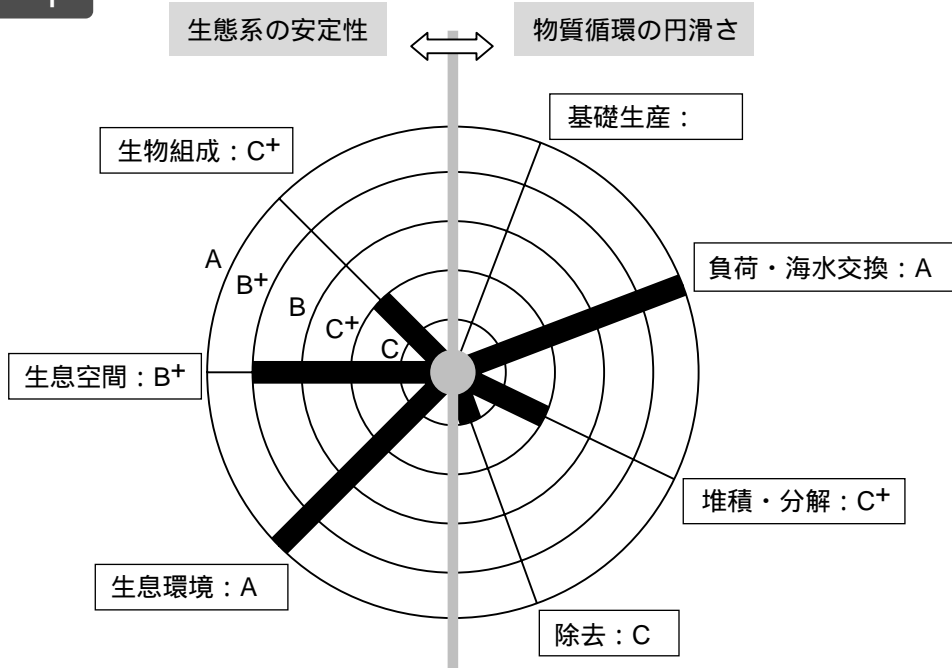 生態系の安定性
物質循環の円滑さ
基礎生産：
生物組成：C+
負荷・海水交換：A
A
B+
B
C+
C
生息空間：B+
堆積・分解：C+
生息環境：A
除去：C